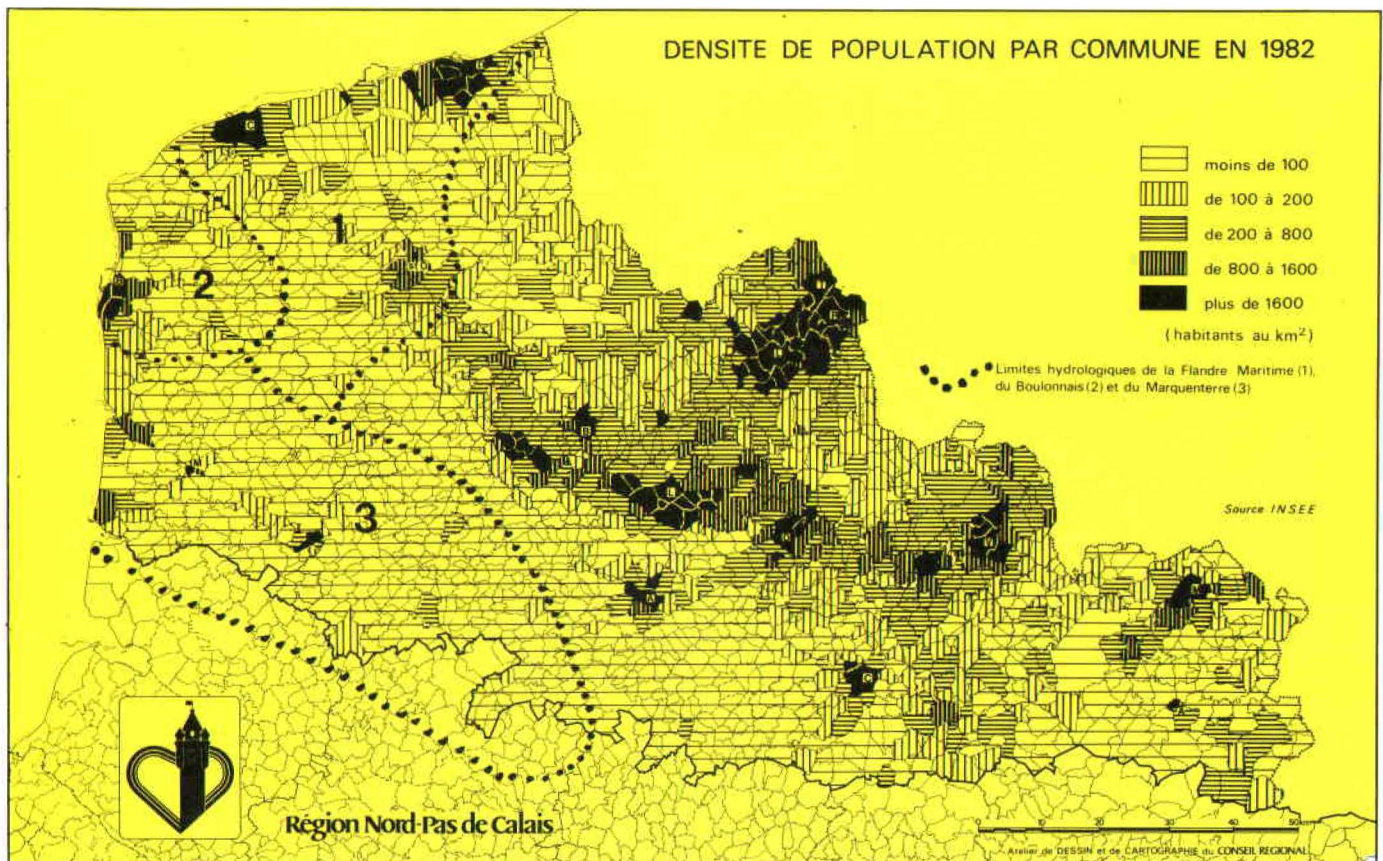 DENSITE DE POPULATION PAR COMMUNE EN 1982
moins de 100
de 100 à 200
de 200 à 800
de 800 à 1600
plus de 1600
(habitants au km²)
Limites hydrologiques de la Flandre Maritime (1),
du Boulonnais (2) et du Marquenterre (3)
Source INSEE
1
2
3
C
B
L
A
C
Région Nord-Pas de Calais
0 10 20 30 40 50 km
Atelier de DESSIN et de CARTOGRAPHIE du CONSEIL REGIONAL